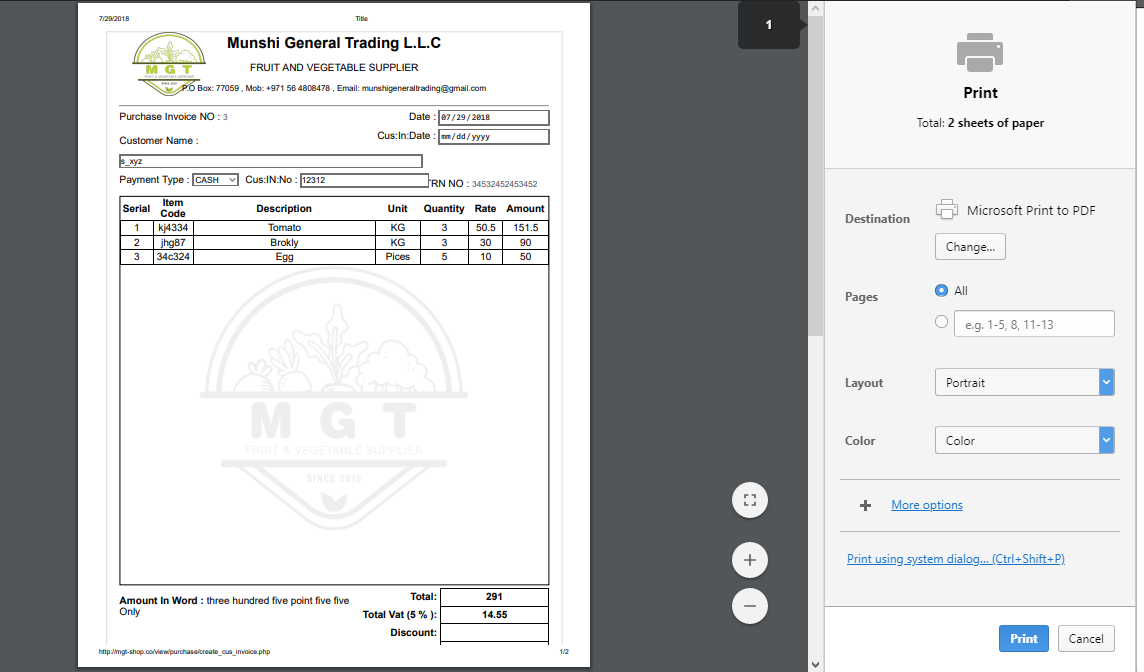 7/29/2018 Title
MGT
FRUIT & VEGETABLE SUPPLIER
SINCE 2010
Munshi General Trading L.L.C
FRUIT AND VEGETABLE SUPPLIER
P.O Box: 77059 , Mob: +971 56 4808478 , Email: munshigeneraltrading@gmail.com
Purchase Invoice NO : 3 Date : 07/29/2018
Customer Name : Cus:In:Date : mm/dd/yyyy
s_xyz
Payment Type : CASH Cus:IN:No : 12312 TRN NO : 34532452453452
Serial Item Code Description Unit Quantity Rate Amount
1 kj4334 Tomato KG 3 50.5 151.5
2 jhg87 Brokly KG 3 30 90
3 34c324 Egg Pices 5 10 50
MGT
FRUIT & VEGETABLE SUPPLIER
SINCE 2010
Amount In Word : three hundred five point five five
Only
Total: 291
Total Vat (5 % ): 14.55
Discount:
http://mgt-shop.co/view/purchase/create_cus_invoice.php 1/2
1
Print
Total: 2 sheets of paper
Destination Microsoft Print to PDF
Change...
Pages All
e.g. 1-5, 8, 11-13
Layout Portrait
Color Color
+ More options
Print using system dialog... (Ctrl+Shift+P)
Print Cancel